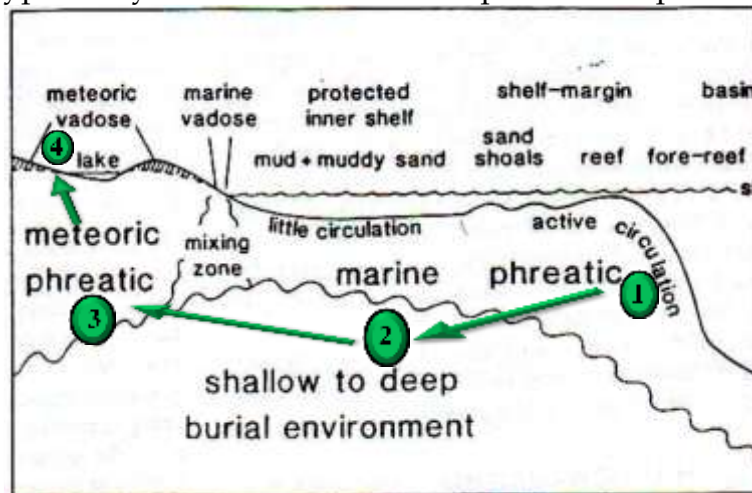 meteoric
vadose
marine
vadose
protected
inner shelf
shelf-margin
basin
4
lake
mud + muddy sand
sand
shoals
reef
fore-reef
s
little circulation
active
circulation
meteoric
phreatic
mixing
zone
marine
phreatic
1
3
2
shallow to deep
burial environment